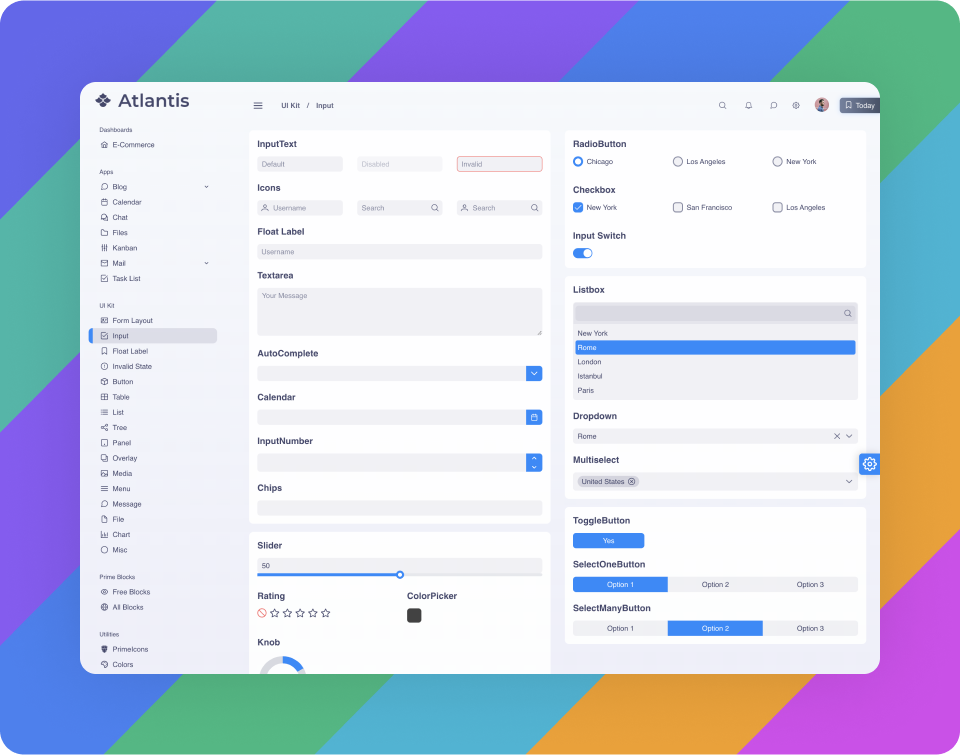 Atlantis
Dashboards
E-Commerce
Apps
Blog
Calendar
Chat
Files
Kanban
Mail
Task List
UI Kit
Form Layout
Input
Float Label
Invalid State
Button
Table
List
Tree
Panel
Overlay
Media
Menu
Message
File
Chart
Misc
Prime Blocks
Free Blocks
All Blocks
Utilities
PrimeIcons
Colors
UI Kit / Input
Today
InputText
Default Disabled Invalid
Icons
Username Search Search
Float Label
Username
Textarea
Your Message
AutoComplete
Calendar
InputNumber
Chips
Slider
50
Rating ColorPicker
Knob
RadioButton
Chicago Los Angeles New York
Checkbox
New York San Francisco Los Angeles
Input Switch
Listbox
New York
Rome
London
Istanbul
Paris
Dropdown
Rome
Multiselect
United States
ToggleButton
Yes
SelectOneButton
Option 1 Option 2 Option 3
SelectManyButton
Option 1 Option 2 Option 3